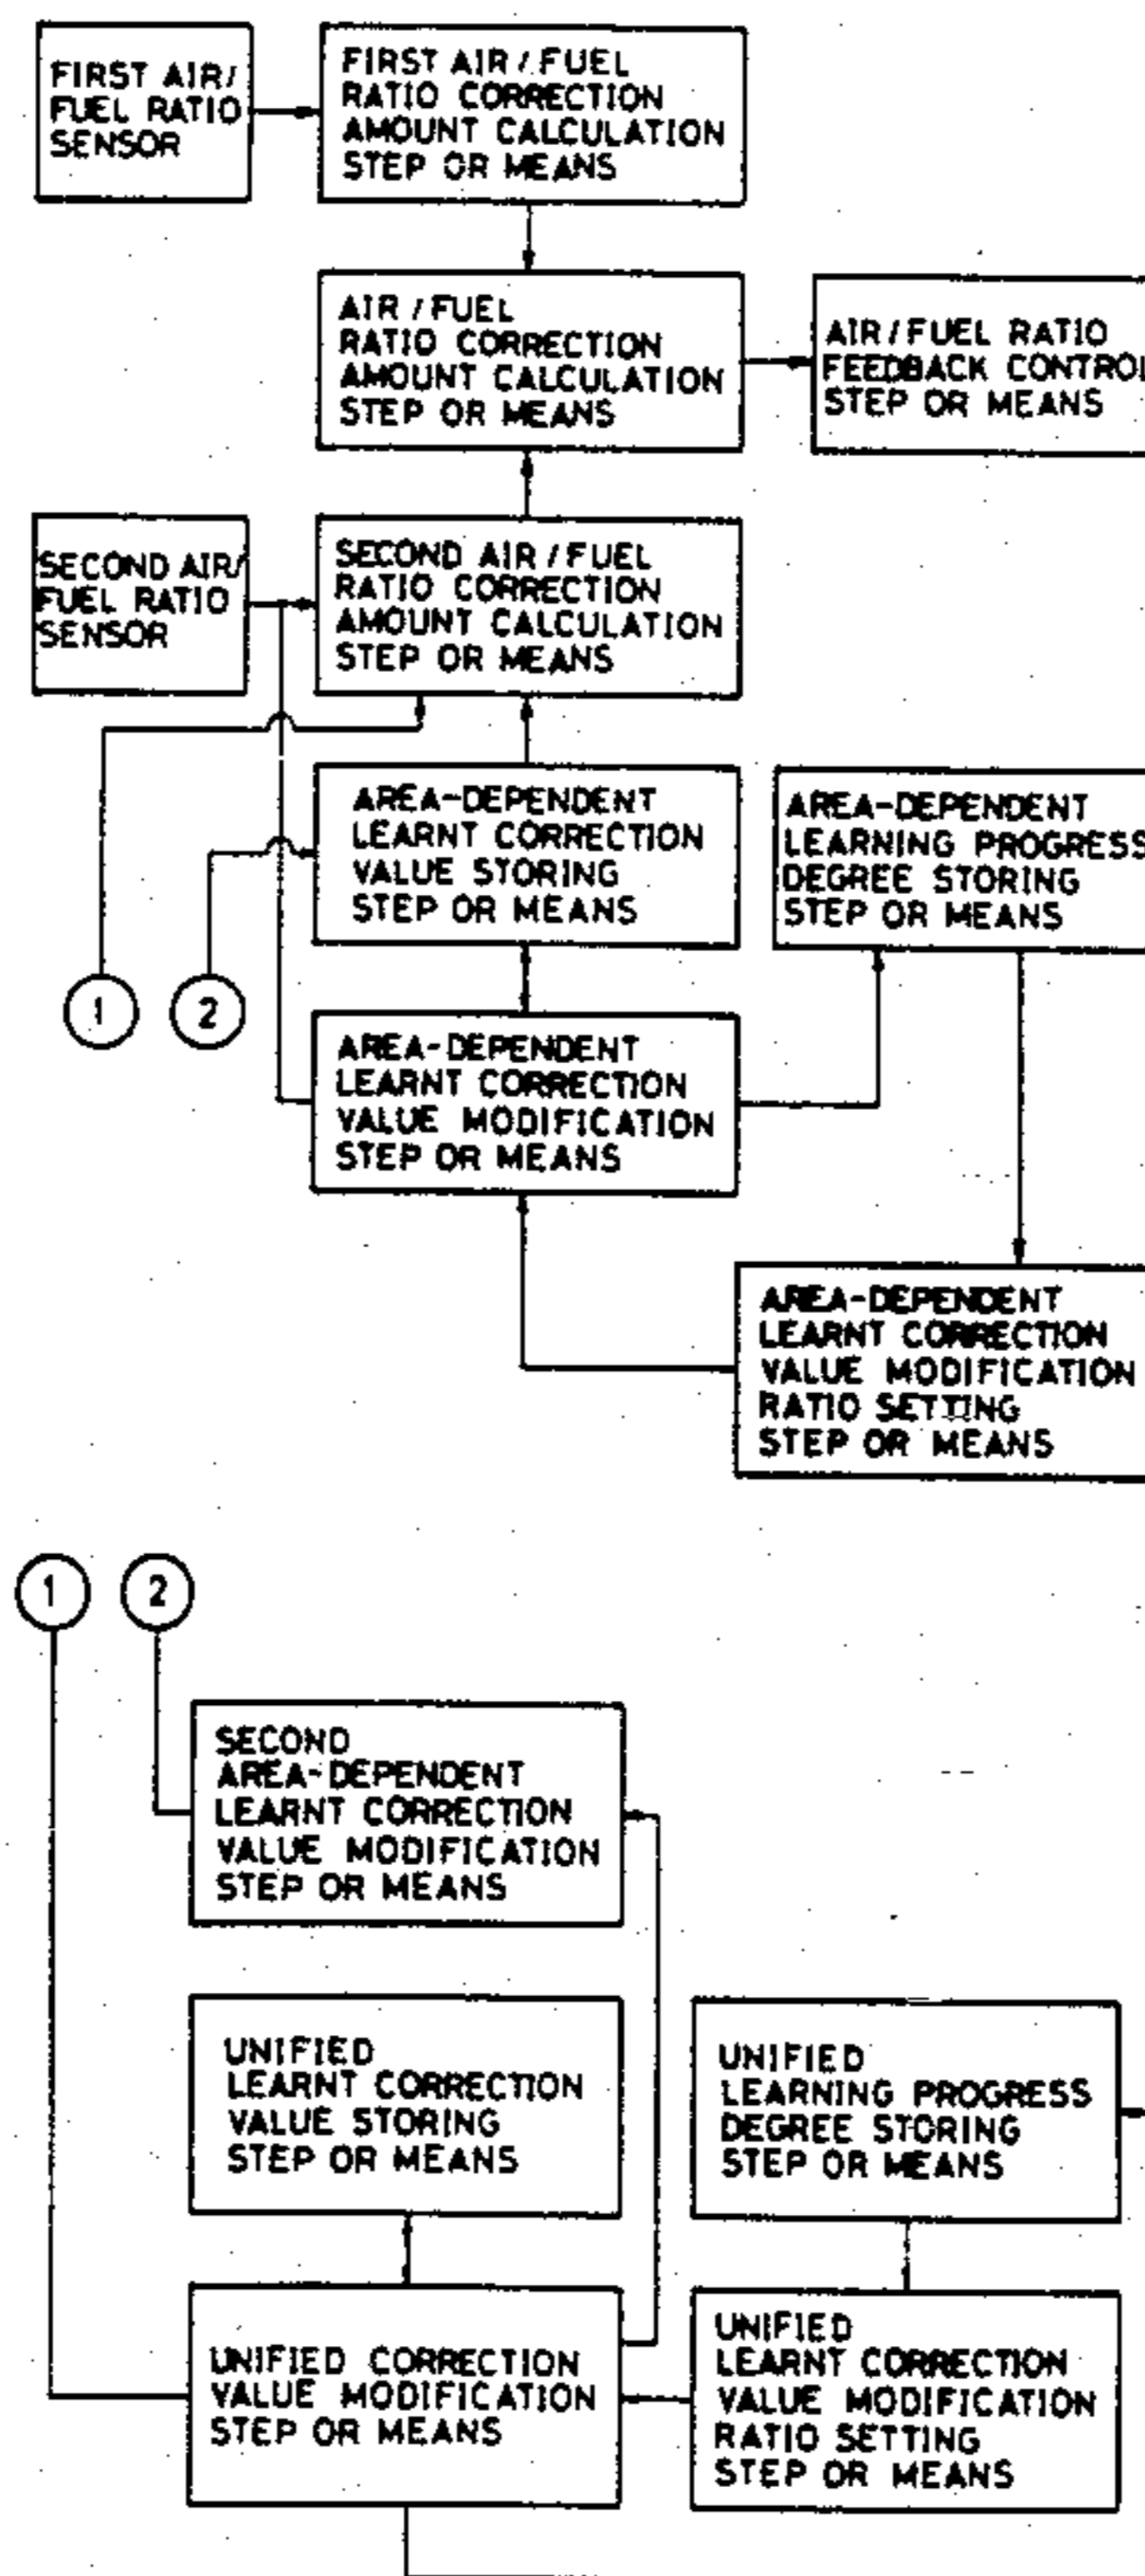 FIRST AIR/
FUEL RATIO
SENSOR
FIRST AIR / FUEL
RATIO CORRECTION
AMOUNT CALCULATION
STEP OR MEANS
AIR / FUEL
RATIO CORRECTION
AMOUNT CALCULATION
STEP OR MEANS
AIR/FUEL RATIO
FEEDBACK CONTROL
STEP OR MEANS
SECOND AIR/
FUEL RATIO
SENSOR
SECOND AIR / FUEL
RATIO CORRECTION
AMOUNT CALCULATION
STEP OR MEANS
AREA-DEPENDENT
LEARNT CORRECTION
VALUE STORING
STEP OR MEANS
AREA-DEPENDENT
LEARNING PROGRESS
DEGREE STORING
STEP OR MEANS
1
2
AREA-DEPENDENT
LEARNT CORRECTION
VALUE MODIFICATION
STEP OR MEANS
AREA-DEPENDENT
LEARNT CORRECTION
VALUE MODIFICATION
RATIO SETTING
STEP OR MEANS
1
2
SECOND
AREA-DEPENDENT
LEARNT CORRECTION
VALUE MODIFICATION
STEP OR MEANS
UNIFIED
LEARNT CORRECTION
VALUE STORING
STEP OR MEANS
UNIFIED
LEARNING PROGRESS
DEGREE STORING
STEP OR MEANS
UNIFIED CORRECTION
VALUE MODIFICATION
STEP OR MEANS
UNIFIED
LEARNT CORRECTION
VALUE MODIFICATION
RATIO SETTING
STEP OR MEANS